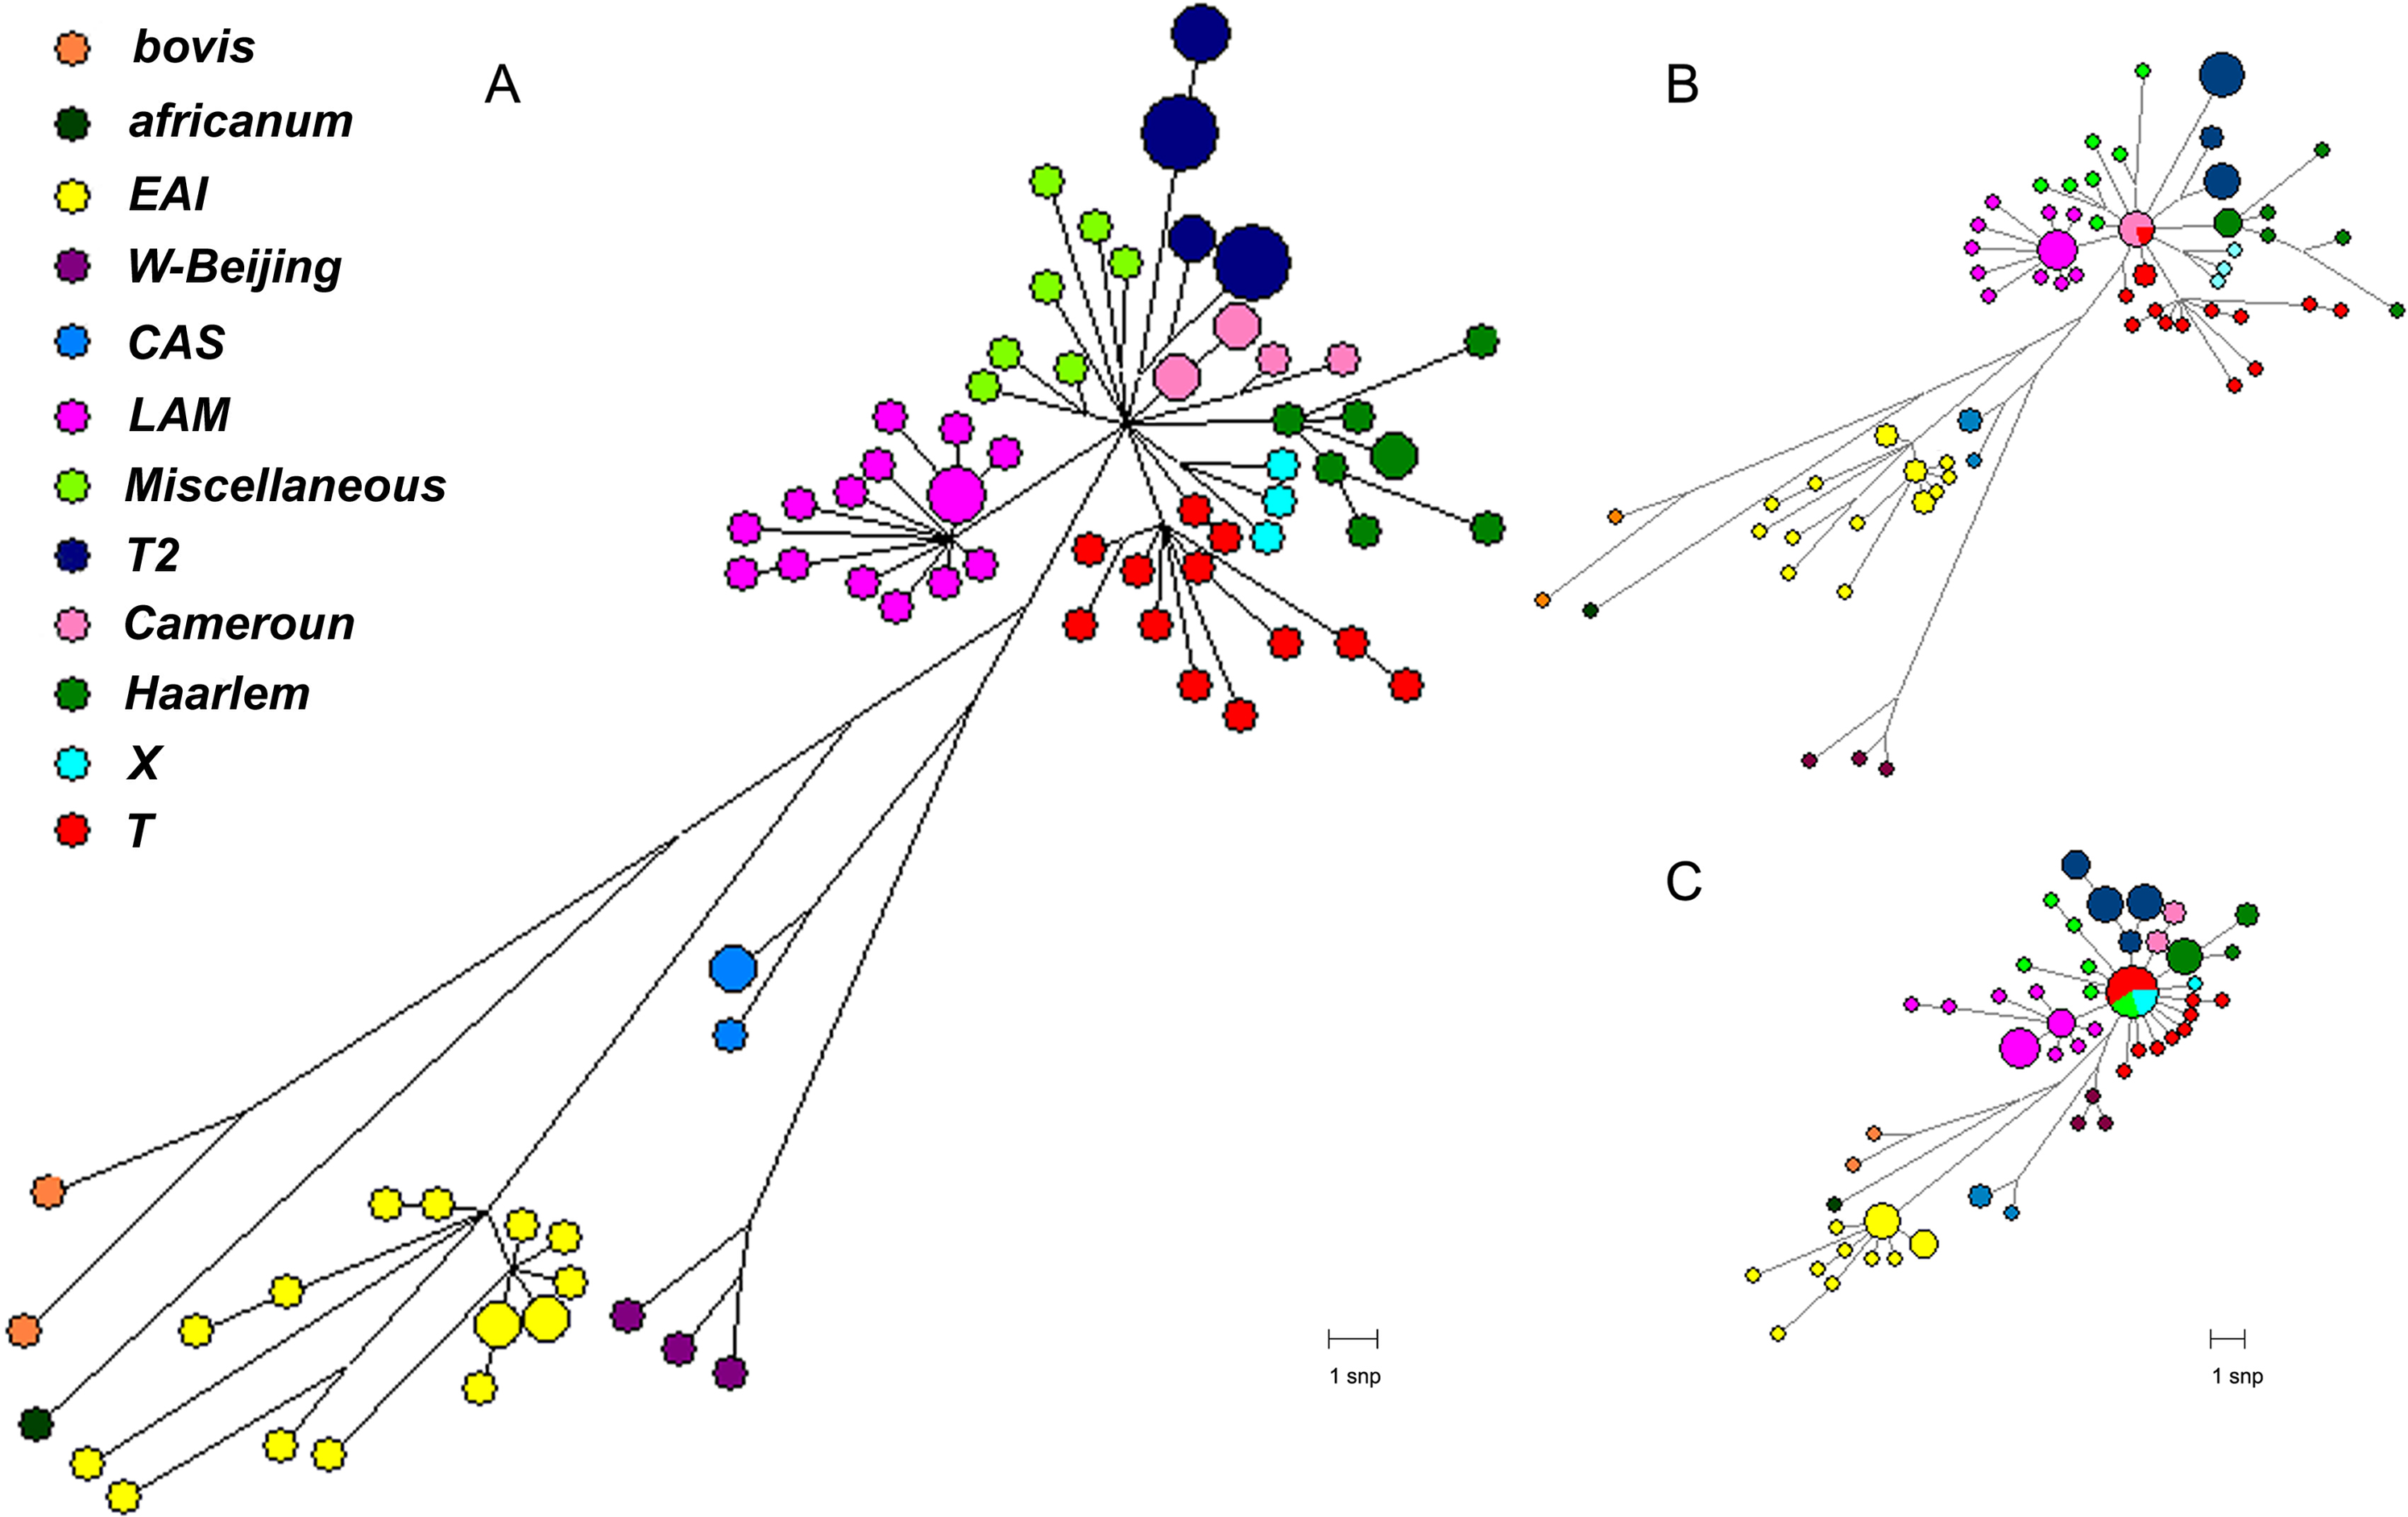 bovis
africanum
EAI
W-Beijing
CAS
LAM
Miscellaneous
T2
Cameroun
Haarlem
X
T
A
1 snp
B
C
1 snp